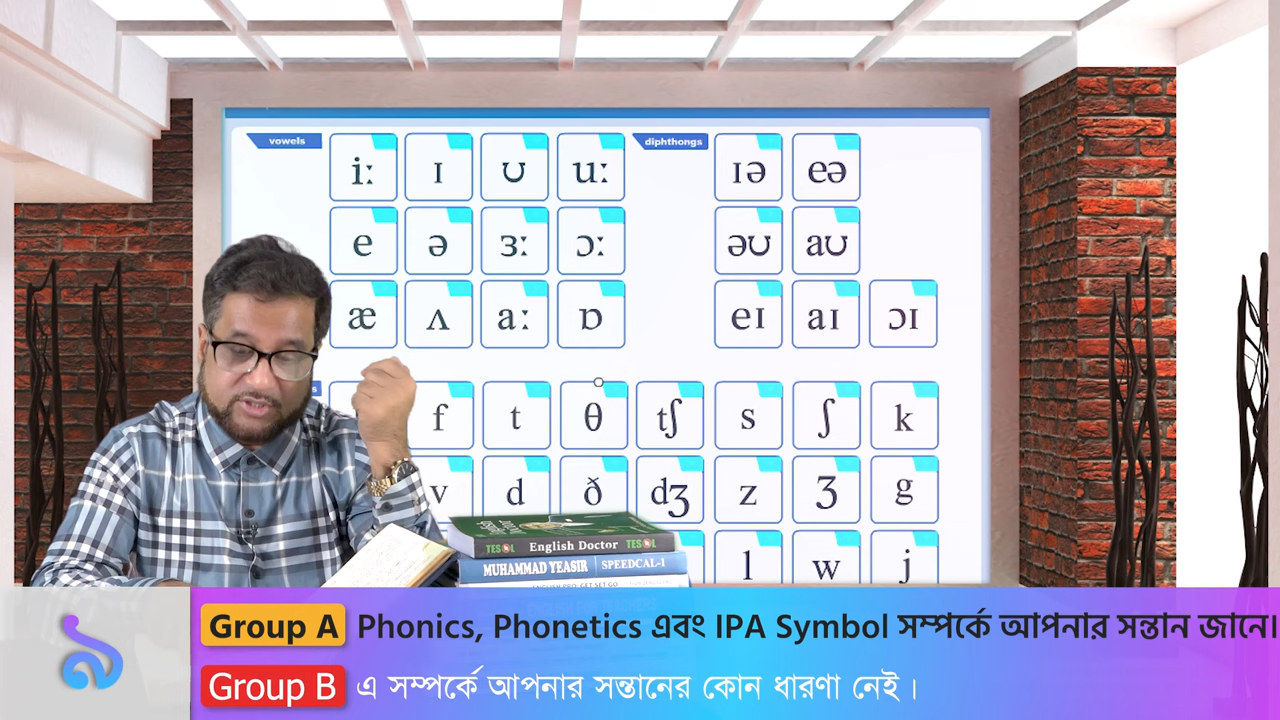 vowels
diphthongs
iː ɪ ʊ uː ɪə eə
e ə ɜː ɔː əʊ aʊ
æ ʌ aː ɒ eɪ aɪ ɔɪ
f t θ tʃ s ʃ k
v d ð dʒ z ʒ g
l w j
TESOL English Doctor TESOL
MUHAMMAD YEASIR SPEEDCAL-1
Group A Phonics, Phonetics এবং IPA Symbol সম্পর্কে আপনার সন্তান জানে।
Group B এ সম্পর্কে আপনার সন্তানের কোন ধারণা নেই।